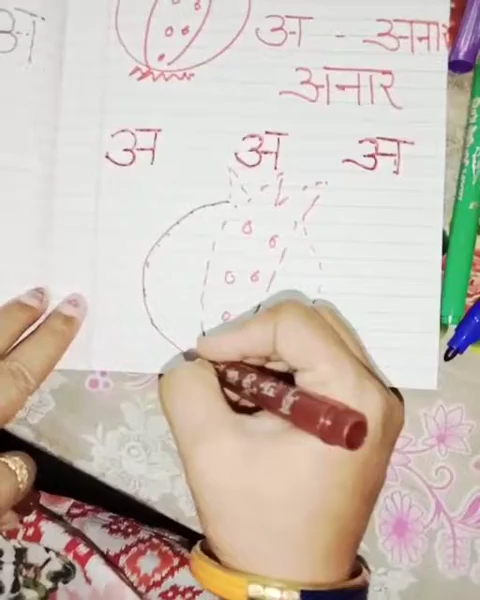 अ
अ - अनार
अनार
अ अ अ